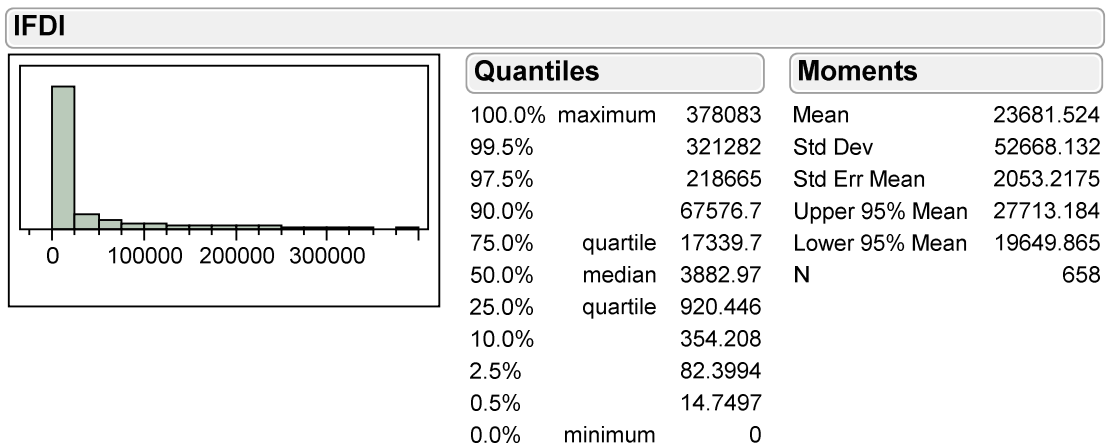 IFDI
0 100000 200000 300000
Quantiles
100.0% maximum 378083
99.5% 321282
97.5% 218665
90.0% 67576.7
75.0% quartile 17339.7
50.0% median 3882.97
25.0% quartile 920.446
10.0% 354.208
2.5% 82.3994
0.5% 14.7497
0.0% minimum 0
Moments
Mean 23681.524
Std Dev 52668.132
Std Err Mean 2053.2175
Upper 95% Mean 27713.184
Lower 95% Mean 19649.865
N 658